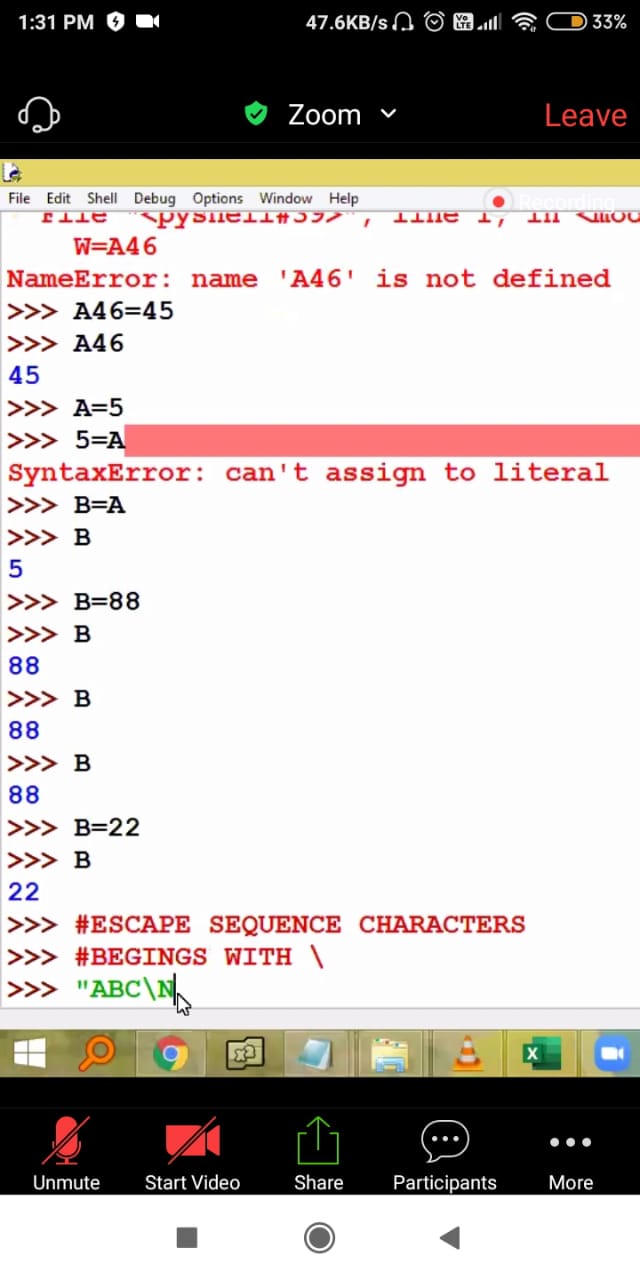 1:31 PM 47.6KB/s Vo LTE 33%
Zoom Leave
File Edit Shell Debug Options Window Help Recording
File "<pyshell#39>", line 1, in <mod
W=A46
NameError: name 'A46' is not defined
>>> A46=45
>>> A46
45
>>> A=5
>>> 5=A
SyntaxError: can't assign to literal
>>> B=A
>>> B
5
>>> B=88
>>> B
88
>>> B
88
>>> B
88
>>> B=22
>>> B
22
>>> #ESCAPE SEQUENCE CHARACTERS
>>> #BEGINGS WITH \
>>> "ABC\N
Unmute Start Video Share Participants More